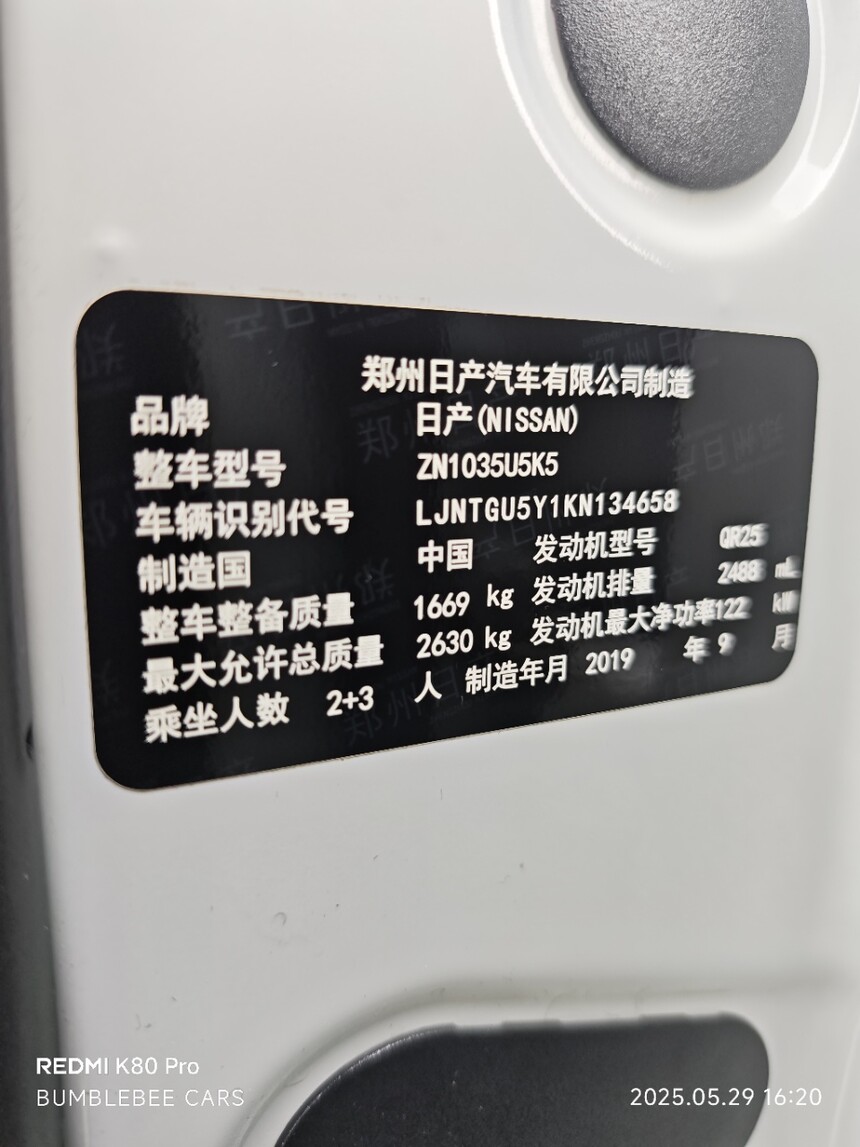 郑州日产汽车有限公司制造
品牌 日产(NISSAN)
整车型号 ZN1035U5K5
车辆识别代号 LJNTGU5Y1KN134658
制造国 中国 发动机型号 QR25
整车整备质量 1669 kg 发动机排量 2488 mL
最大允许总质量 2630 kg 发动机最大净功率122 kW
乘坐人数 2+3 人 制造年月 2019 年 9 月
REDMI K80 Pro
BUMBLEBEE CARS 2025.05.29 16:20